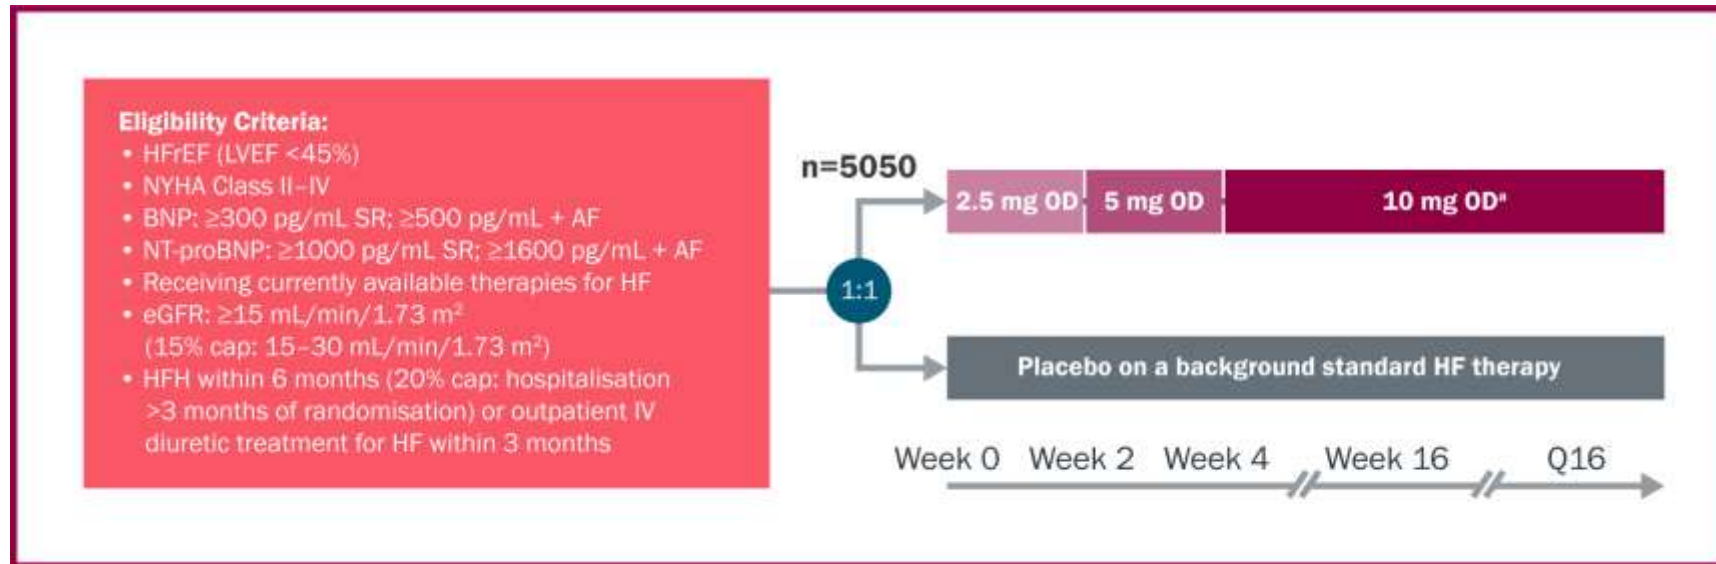 Eligibility Criteria:
• HFrEF (LVEF <45%)
• NYHA Class II–IV
• BNP: ≥300 pg/mL SR; ≥500 pg/mL + AF
• NT-proBNP: ≥1000 pg/mL SR; ≥1600 pg/mL + AF
• Receiving currently available therapies for HF
• eGFR: ≥15 mL/min/1.73 m²
(15% cap: 15–30 mL/min/1.73 m²)
• HFH within 6 months (20% cap: hospitalisation
>3 months of randomisation) or outpatient IV
diuretic treatment for HF within 3 months
n=5050
1:1
2.5 mg OD
5 mg OD
10 mg ODᵃ
Placebo on a background standard HF therapy
Week 0
Week 2
Week 4
Week 16
Q16